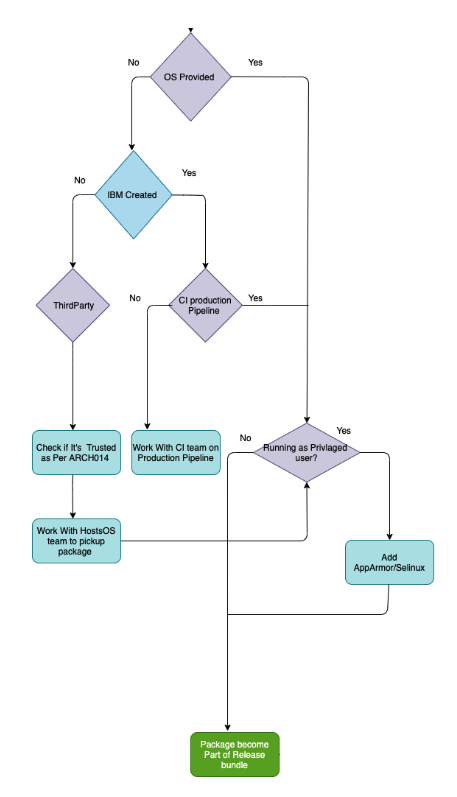 No
Yes
OS Provided
No
Yes
IBM Created
ThirdParty
No
CI production
Pipeline
Yes
No
Yes
Running as Privlaged
user?
Check if It's Trusted
as Per ARCH014
Work With CI team on
Production Pipeline
Work With HostsOS
team to pickup
package
Add
AppArmor/Selinux
Package become
Part of Release
bundle